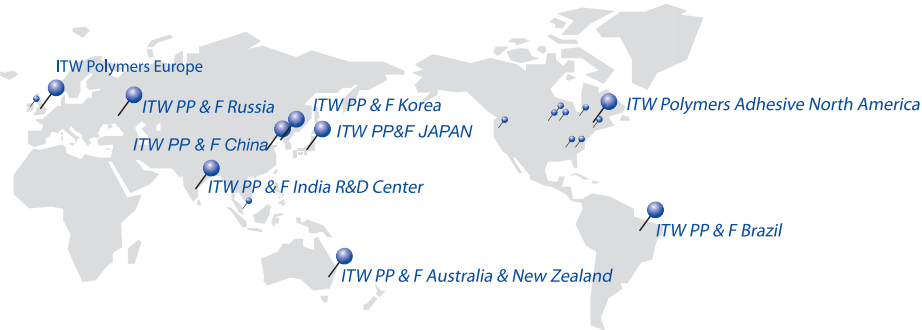 ITW Polymers Europe
ITW PP & F Russia
ITW PP & F Korea
ITW Polymers Adhesive North America
ITW PP&F JAPAN
ITW PP & F China
ITW PP & F India R&D Center
ITW PP & F Brazil
ITW PP & F Australia & New Zealand